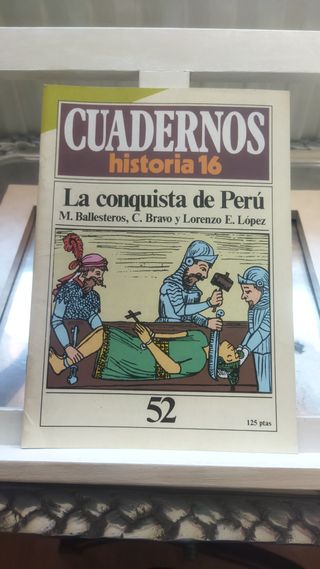 CUADERNOS
historia 16
La conquista de Perú
M. Ballesteros, C. Bravo y Lorenzo E. López
52
125 ptas